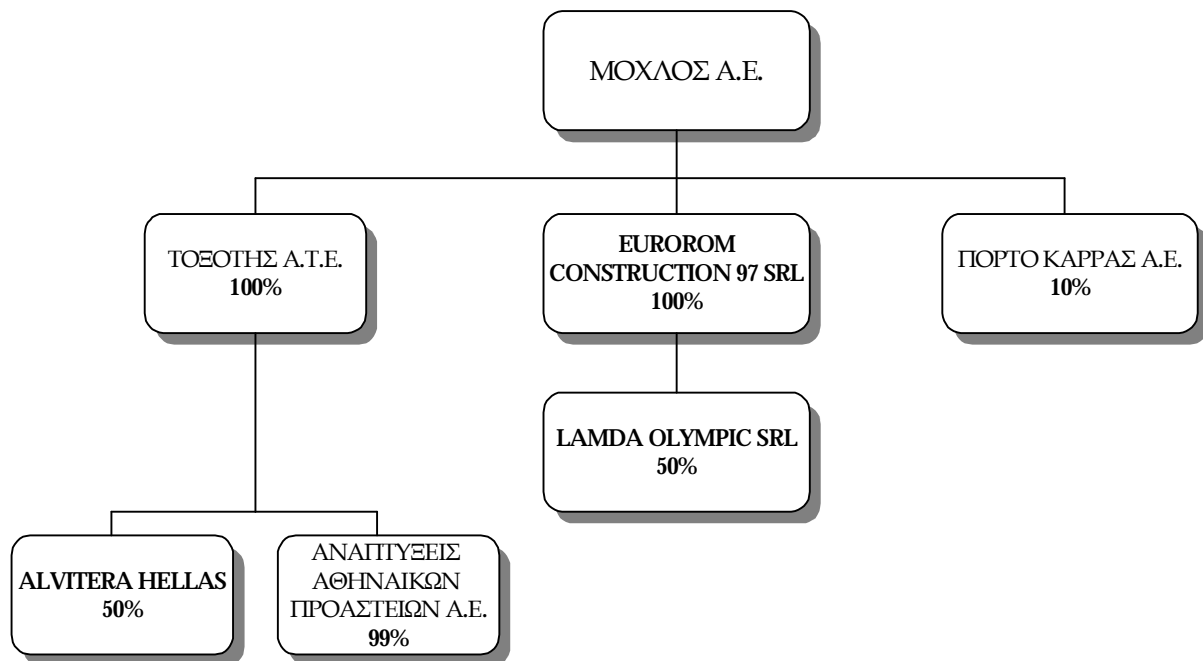 ΜΟΧΛΟΣ Α.Ε.
ΤΟΞΟΤΗΣ Α.Τ.Ε.
100%
EUROROM
CONSTRUCTION 97 SRL
100%
ΠΟΡΤΟ ΚΑΡΡΑΣ Α.Ε.
10%
LAMDA OLYMPIC SRL
50%
ALVITERA HELLAS
50%
ΑΝΑΠΤΥΞΕΙΣ
ΑΘΗΝΑΙΚΩΝ
ΠΡΟΑΣΤΕΙΩΝ Α.Ε.
99%